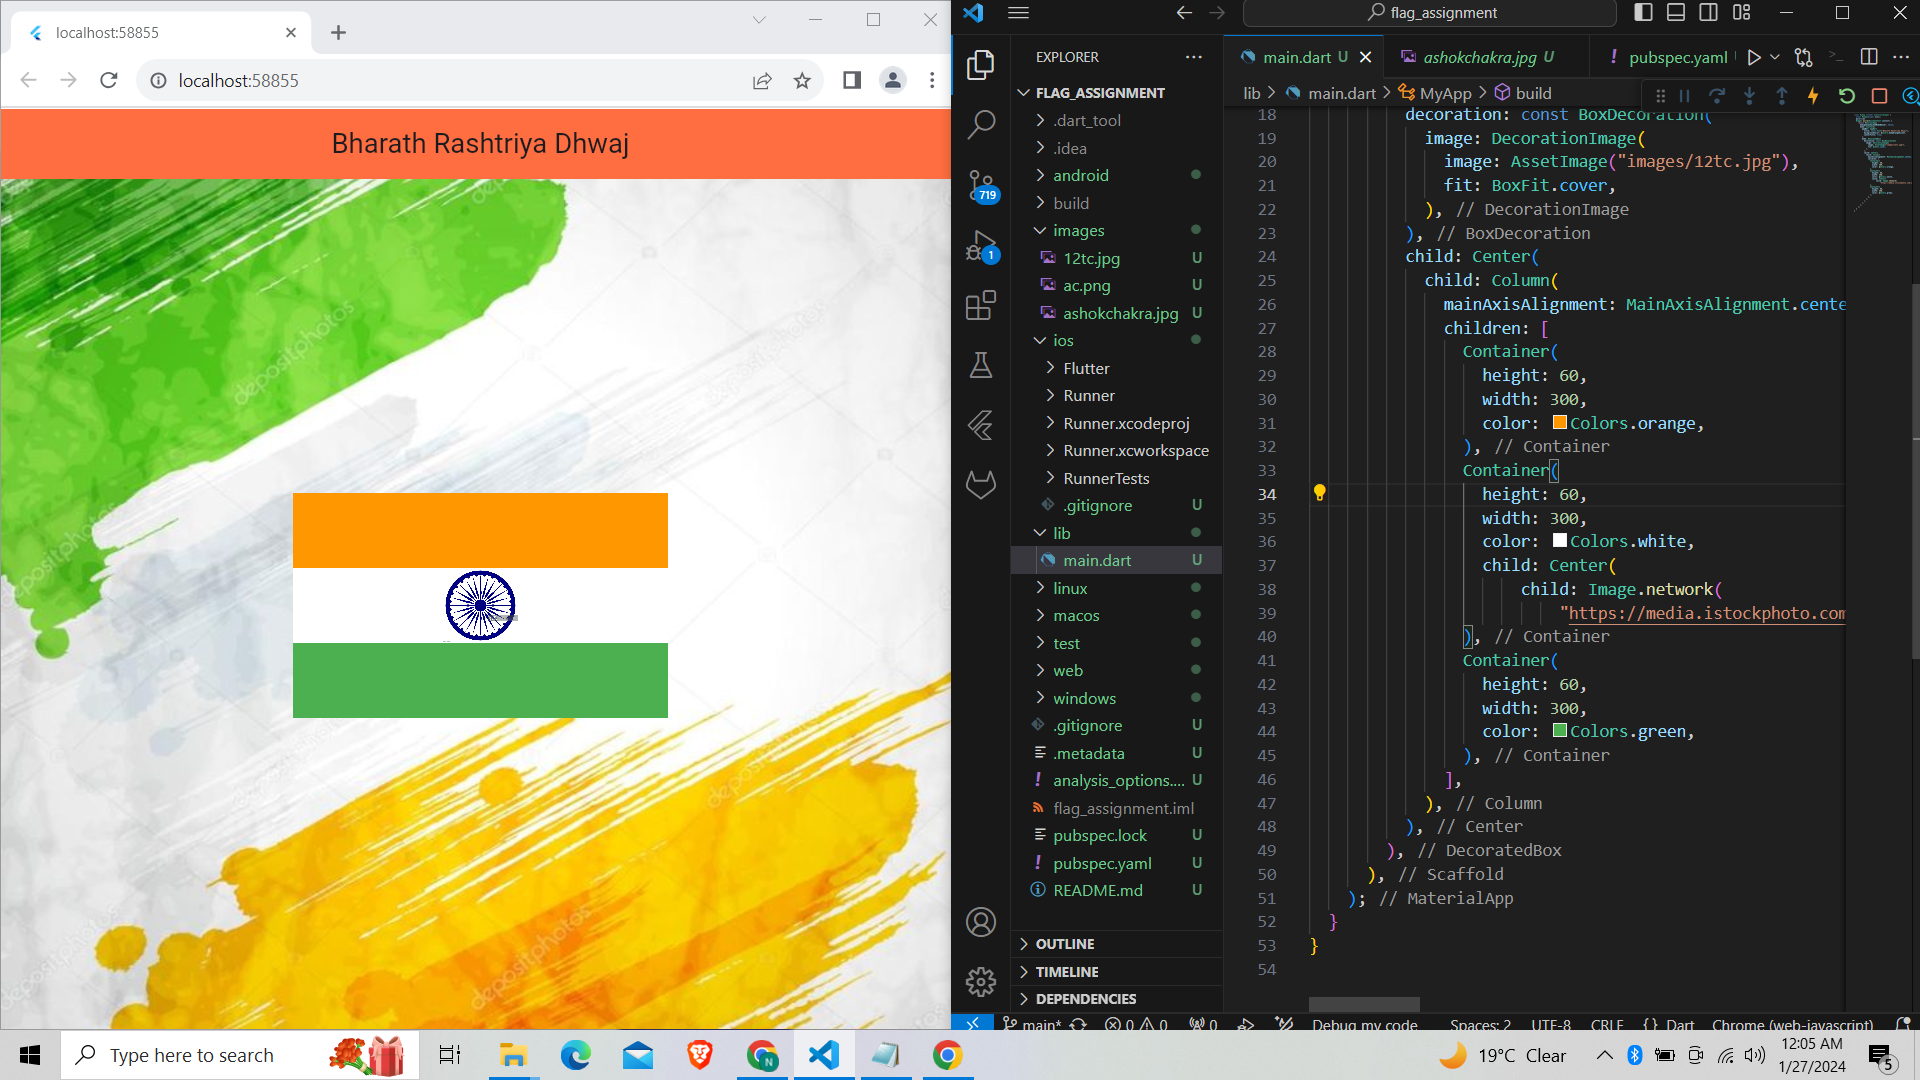 localhost:58855
localhost:58855
Bharath Rashtriya Dhwaj
depositphotos
depositphotos
depositphotos
depositphotos
depositphotos
depositphotos
depositphotos
flag_assignment
EXPLORER
FLAG_ASSIGNMENT
.dart_tool
.idea
android
build
images
12tc.jpg U
ac.png U
ashokchakra.jpg U
ios
Flutter
Runner
Runner.xcodeproj
Runner.xcworkspace
RunnerTests
.gitignore U
lib
main.dart U
linux
macos
test
web
windows
.gitignore U
.metadata U
analysis_options.... U
flag_assignment.iml
pubspec.lock U
pubspec.yaml U
README.md U
OUTLINE
TIMELINE
DEPENDENCIES
719
1
main.dart U
ashokchakra.jpg U
! pubspec.yaml U
lib > main.dart > MyApp > build
18 decoration: const BoxDecoration(
19 image: DecorationImage(
20 image: AssetImage("images/12tc.jpg"),
21 fit: BoxFit.cover,
22 ), // DecorationImage
23 ), // BoxDecoration
24 child: Center(
25 child: Column(
26 mainAxisAlignment: MainAxisAlignment.cente
27 children: [
28 Container(
29 height: 60,
30 width: 300,
31 color: Colors.orange,
32 ), // Container
33 Container(
34 height: 60,
35 width: 300,
36 color: Colors.white,
37 child: Center(
38 child: Image.network(
39 "https://media.istockphoto.com
40 ), // Container
41 Container(
42 height: 60,
43 width: 300,
44 color: Colors.green,
45 ), // Container
46 ],
47 ), // Column
48 ), // Center
49 ), // DecoratedBox
50 ), // Scaffold
51 ); // MaterialApp
52 }
53 }
54
main* 0 0 0 Debug my code Spaces: 2 UTF-8 CRLF {} Dart Chrome (web-javascript)
Type here to search
N
19°C Clear
12:05 AM
1/27/2024
5